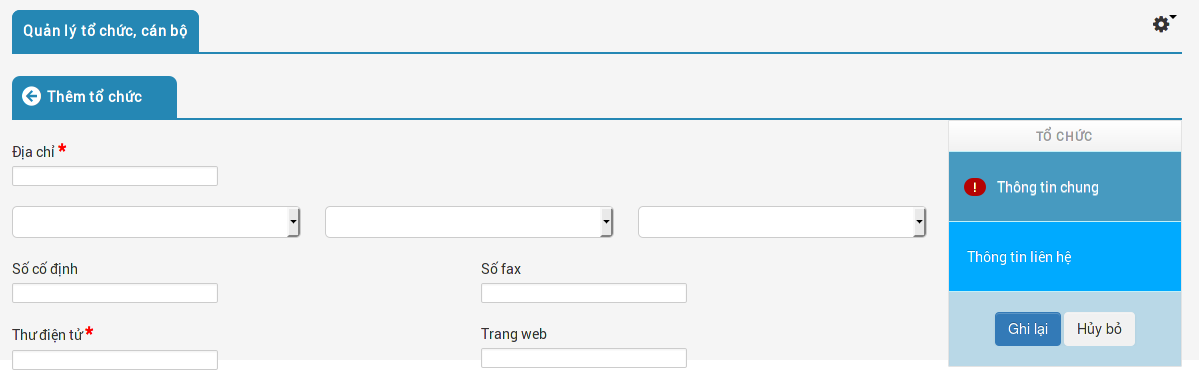 Quản lý tổ chức, cán bộ
Thêm tổ chức
TỔ CHỨC
Địa chỉ *
! Thông tin chung
Thông tin liên hệ
Số cố định
Số fax
Ghi lại Hủy bỏ
Thư điện tử *
Trang web